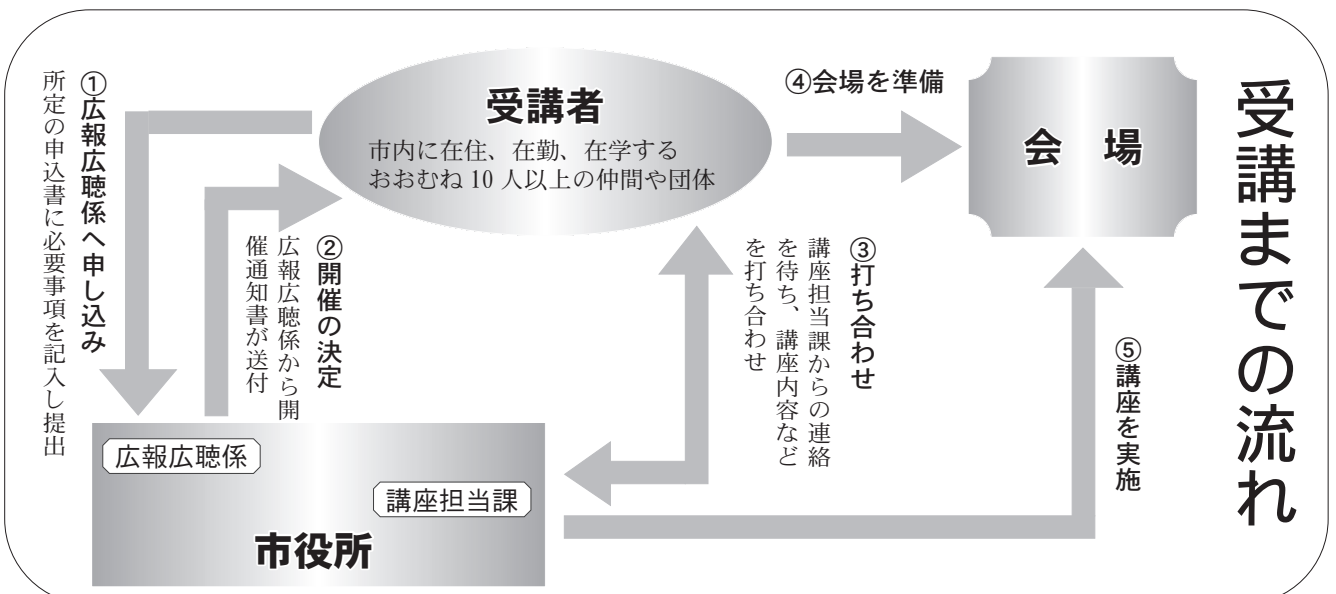 受講までの流れ
受講者
市内に在住、在勤、在学する
おおむね 10 人以上の仲間や団体
①広報広聴係へ申し込み
所定の申込書に必要事項を記入し提出
②開催の決定
広報広聴係から開
催通知書が送付
③打ち合わせ
講座担当課からの連絡
を待ち、講座内容など
を打ち合わせ
④会場を準備
会場
⑤講座を実施
広報広聴係
講座担当課
市役所